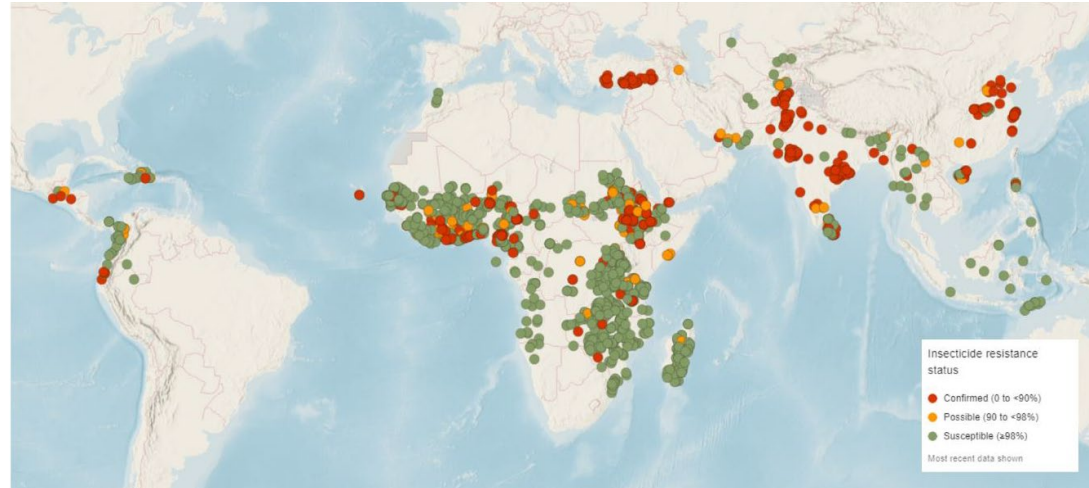 Insecticide resistance
status
Confirmed (0 to <90%)
Possible (90 to <98%)
Susceptible (≥98%)
Most recent data shown